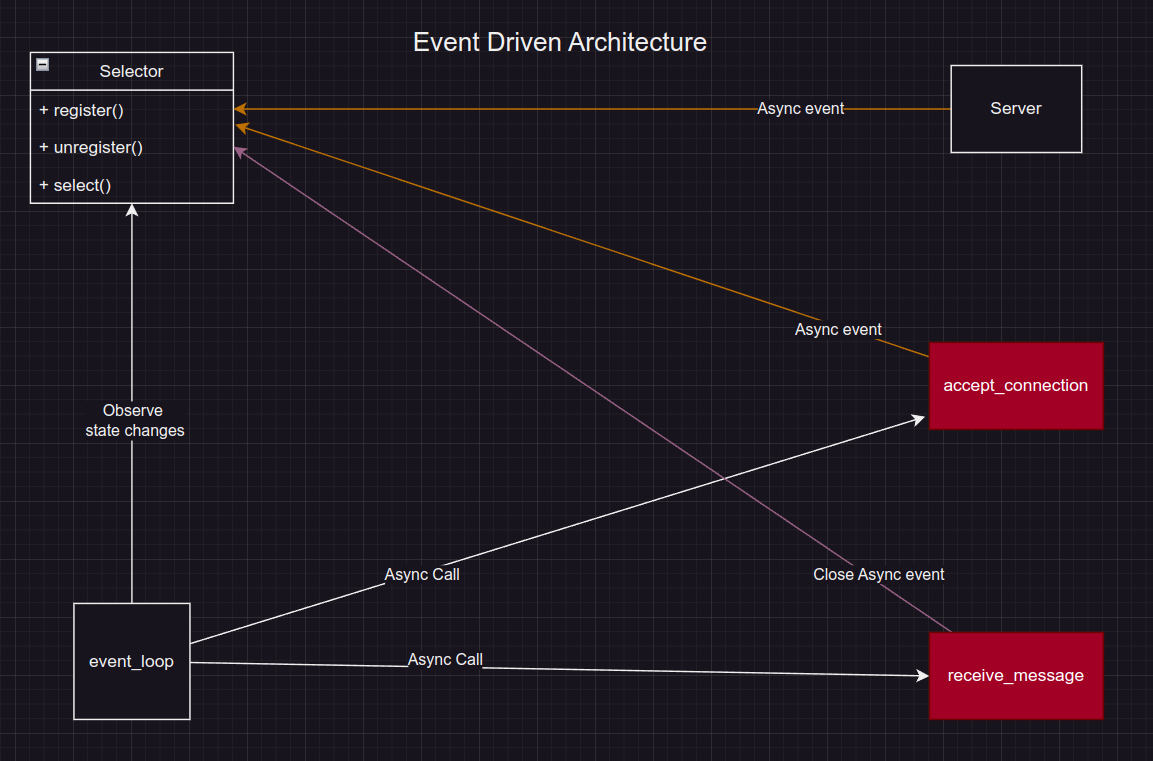 Event Driven Architecture
Selector
+ register()
+ unregister()
+ select()
Async event
Server
Async event
accept_connection
Observe
state changes
Async Call
Close Async event
event_loop
Async Call
receive_message